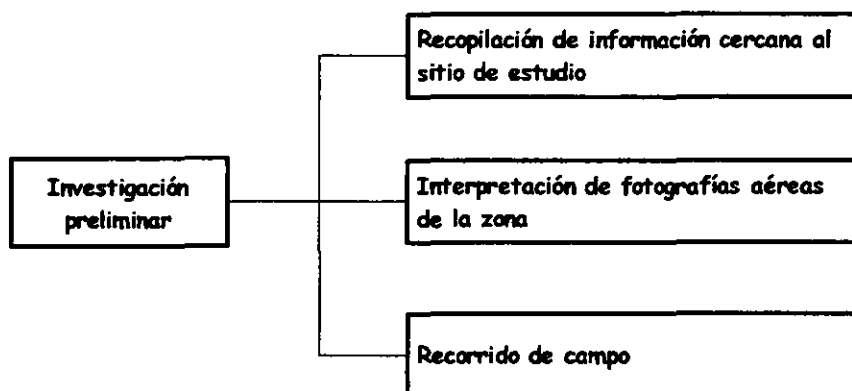 Recopilación de información cercana al
sitio de estudio
Investigación
preliminar
Interpretación de fotografías aéreas
de la zona
Recorrido de campo